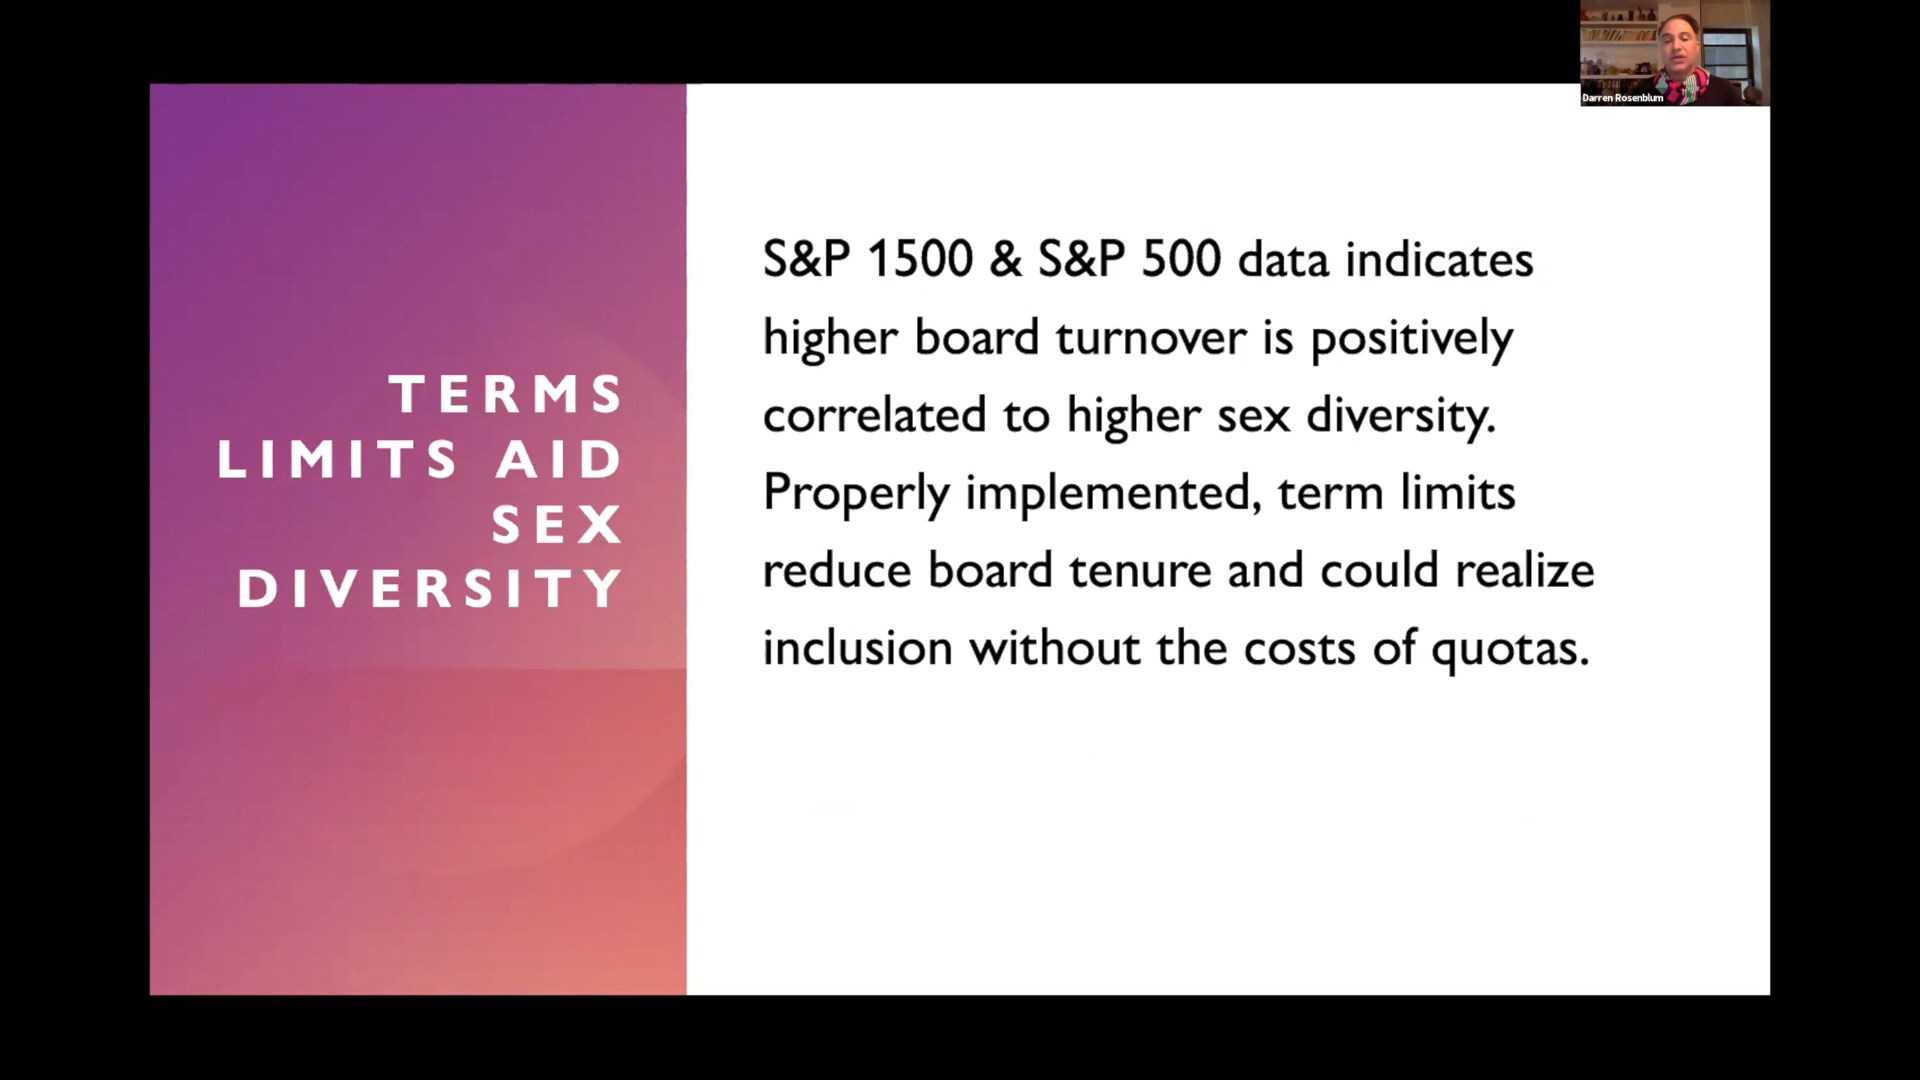 Darren Rosenblum
TERMS
LIMITS AID
SEX
DIVERSITY
S&P 1500 & S&P 500 data indicates
higher board turnover is positively
correlated to higher sex diversity.
Properly implemented, term limits
reduce board tenure and could realize
inclusion without the costs of quotas.